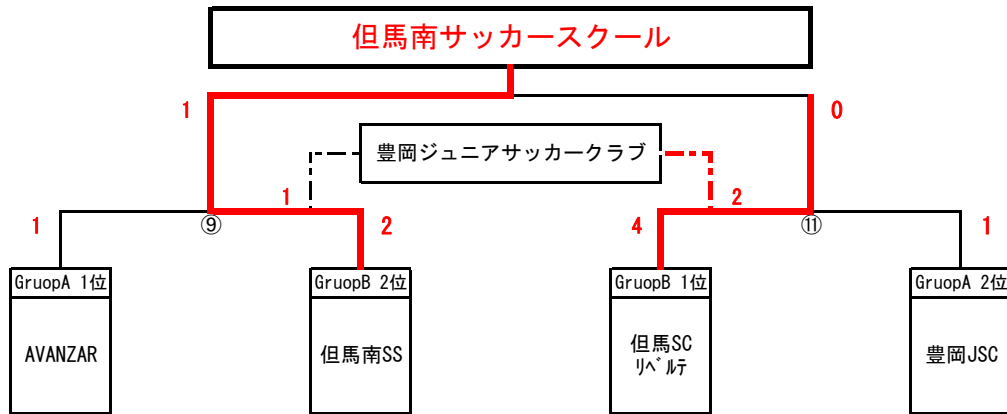 但馬南サッカースクール
1
0
豊岡ジュニアサッカークラブ
1
2
1
⑨
2
4
⑪
1
GruopA 1位
GruopB 2位
GruopB 1位
GruopA 2位
AVANZAR
但馬南SS
但馬SC
リベルテ
豊岡JSC